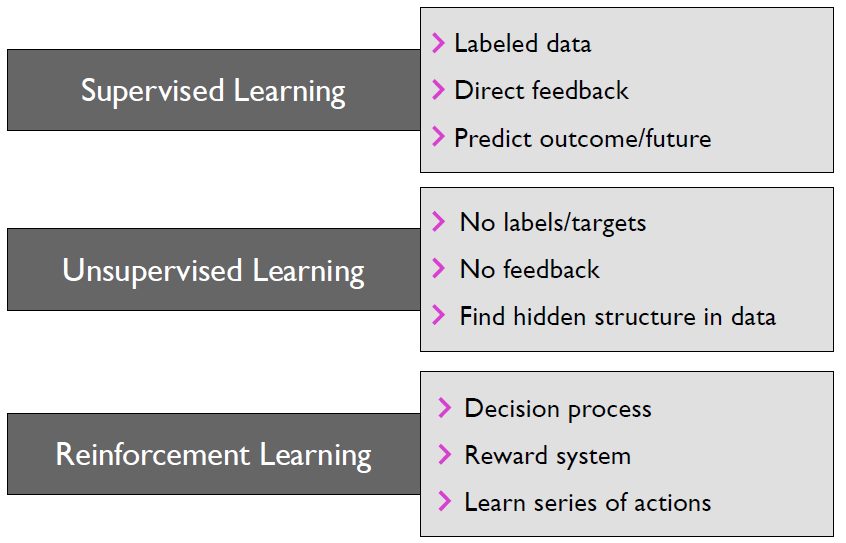 Supervised Learning
Labeled data
Direct feedback
Predict outcome/future
Unsupervised Learning
No labels/targets
No feedback
Find hidden structure in data
Reinforcement Learning
Decision process
Reward system
Learn series of actions